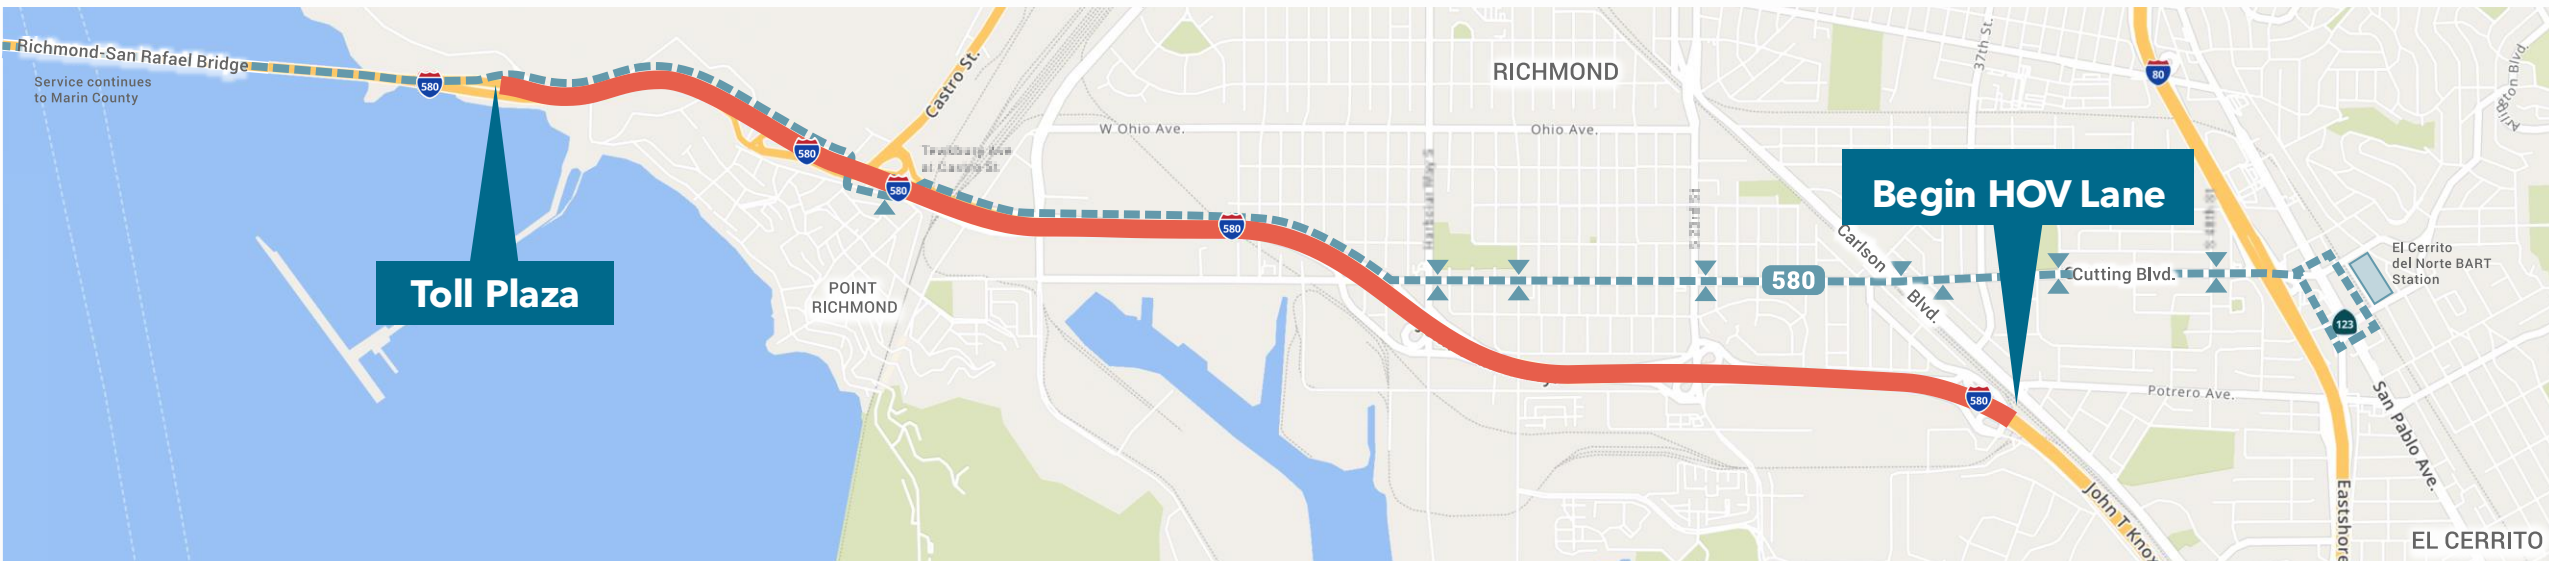 Richmond-San Rafael Bridge
Service continues
to Marin County
580
Toll Plaza
580
Castro St.
580
POINT
RICHMOND
W Ohio Ave.
580
RICHMOND
Ohio Ave.
580
Carlson
Blvd.
37th St.
Begin HOV Lane
580
80
Cutting Blvd.
El Cerrito
del Norte BART
Station
123
Potrero Ave.
San Pablo Ave.
John T Knox
Eastshore
EL CERRITO